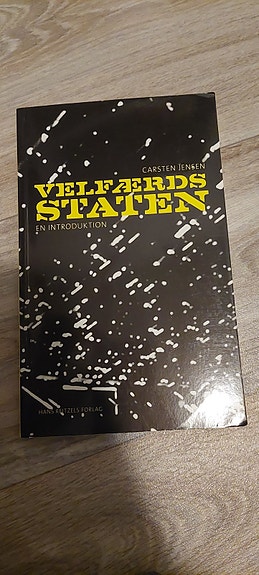 CARSTEN JENSEN
VELFÆRDS
STATEN
EN INTRODUKTION
HANS REITZELS FORLAG